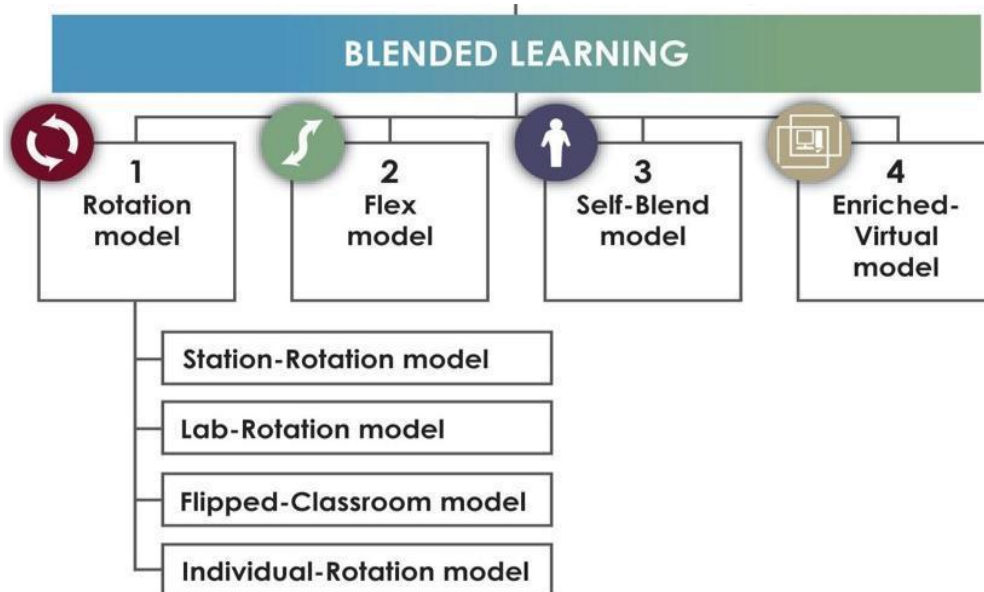 BLENDED LEARNING
1
Rotation
model
2
Flex
model
3
Self-Blend
model
4
Enriched-
Virtual
model
Station-Rotation model
Lab-Rotation model
Flipped-Classroom model
Individual-Rotation model